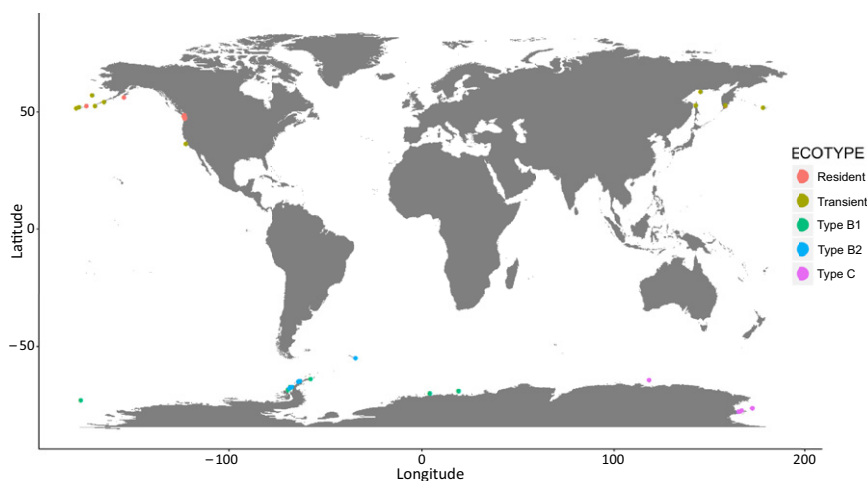 ECOTYPE
Resident
Transient
Type B1
Type B2
Type C
Latitude
50
0
−50
−100
0
100
200
Longitude